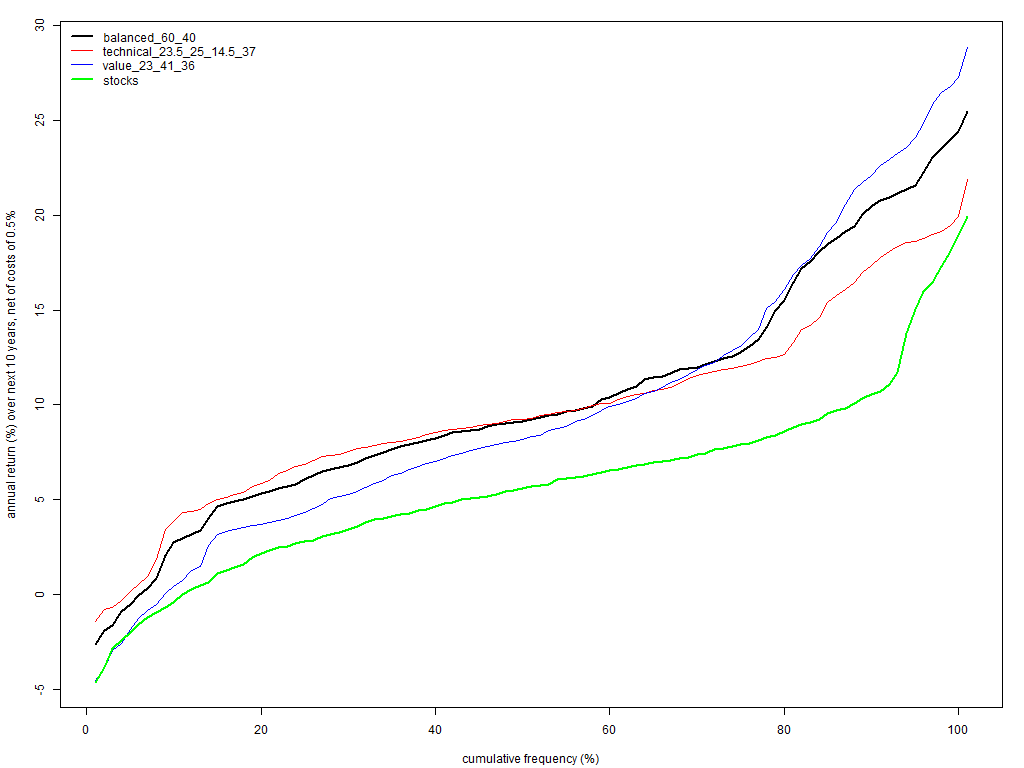 balanced_60_40
technical_23.5_25_14.5_37
value_23_41_36
stocks
annual return (%) over next 10 years, net of costs of 0.5%
30
25
20
15
10
5
0
-5
0 20 40 60 80 100
cumulative frequency (%)